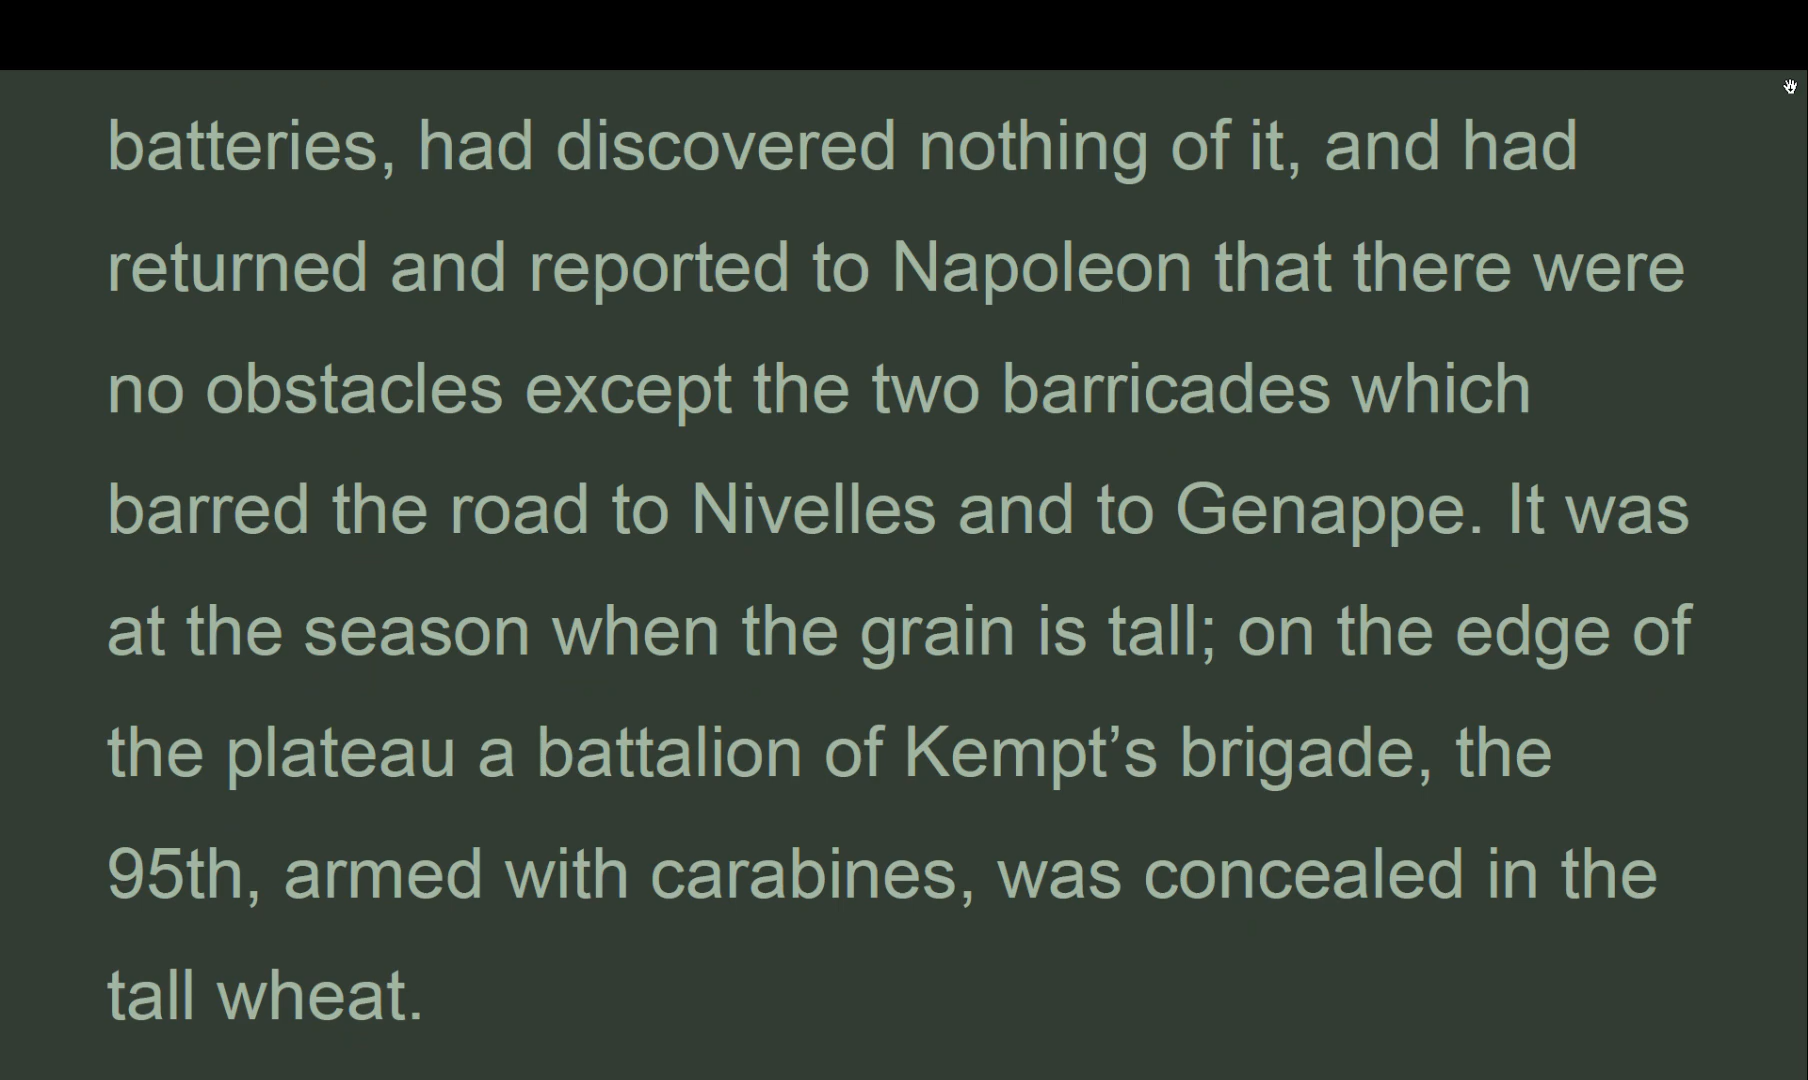 batteries, had discovered nothing of it, and had
returned and reported to Napoleon that there were
no obstacles except the two barricades which
barred the road to Nivelles and to Genappe. It was
at the season when the grain is tall; on the edge of
the plateau a battalion of Kempt’s brigade, the
95th, armed with carabines, was concealed in the
tall wheat.